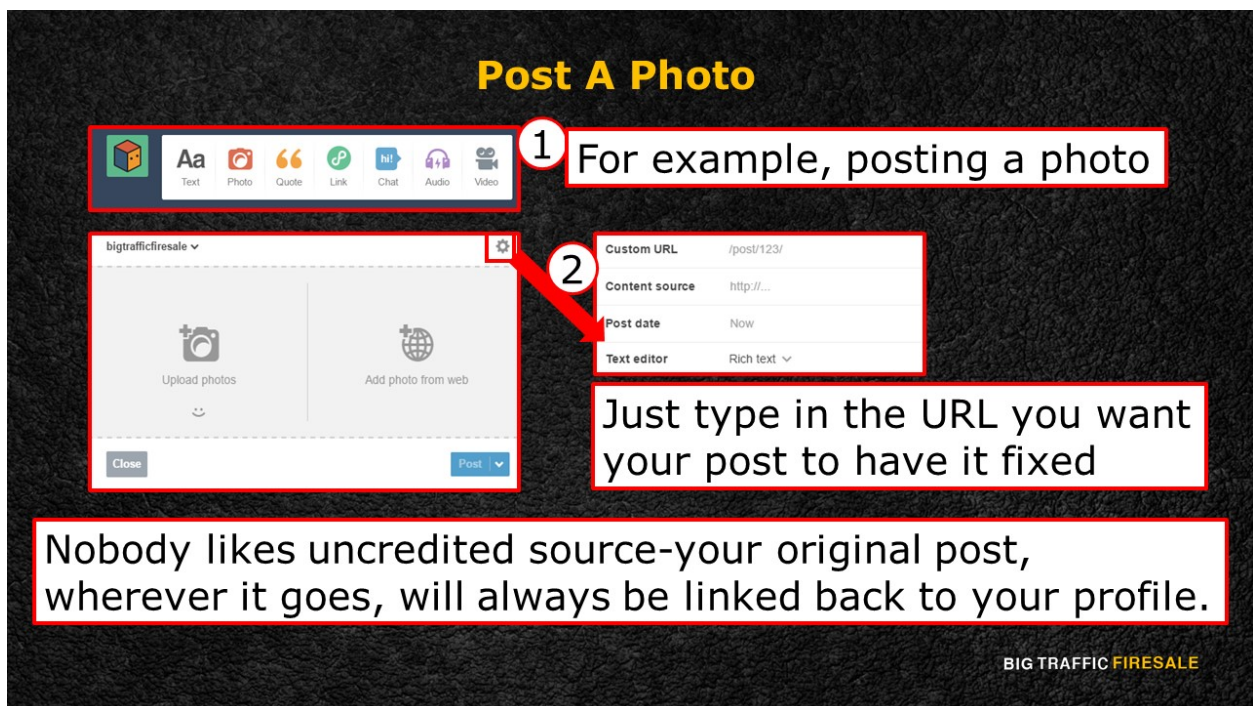 Post A Photo
1
For example, posting a photo
Aa
hi!
Text Photo Quote Link Chat Audio Video
bigtrafficfiresale
Upload photos
Add photo from web
Close
Post
2
Custom URL /post/123/
Content source http://...
Post date Now
Text editor Rich text
Just type in the URL you want
your post to have it fixed
Nobody likes uncredited source-your original post,
wherever it goes, will always be linked back to your profile.
BIG TRAFFIC FIRESALE